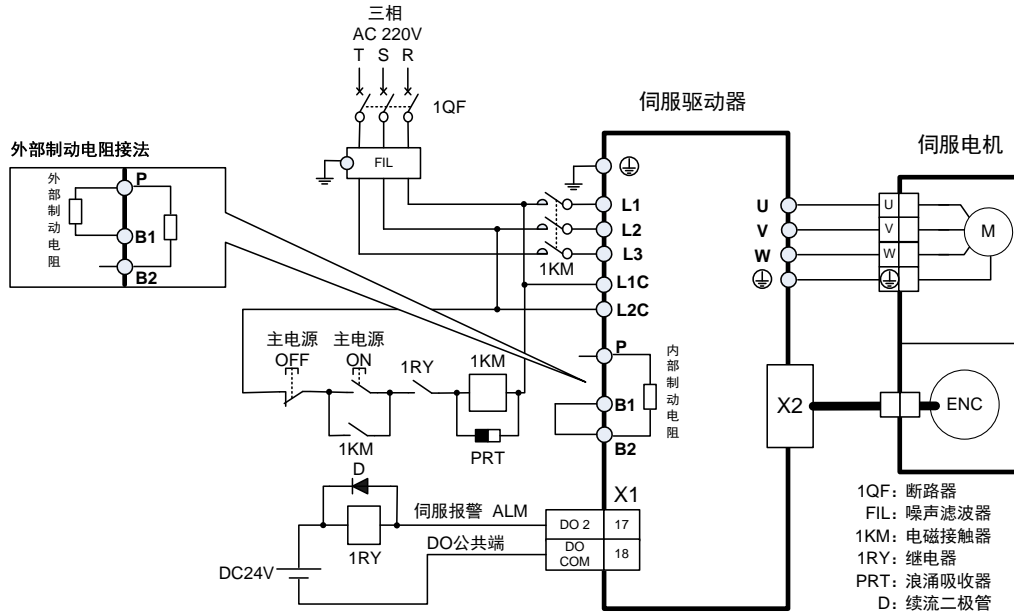 三相
AC 220V
T S R
1QF
伺服驱动器
伺服电机
外部制动电阻接法
外部制动电阻
P
B1
B2
FIL
L1
L2
L3
1KM
L1C
L2C
U
V
W
U
V
W
M
主电源
OFF
主电源
ON
1RY
1KM
1KM
PRT
P
B1
B2
内部制动电阻
X2
ENC
D
1RY
DC24V
伺服报警 ALM
DO公共端
X1
DO 2 17
DO
COM
18
1QF：断路器
FIL：噪声滤波器
1KM：电磁接触器
1RY：继电器
PRT：浪涌吸收器
D：续流二极管